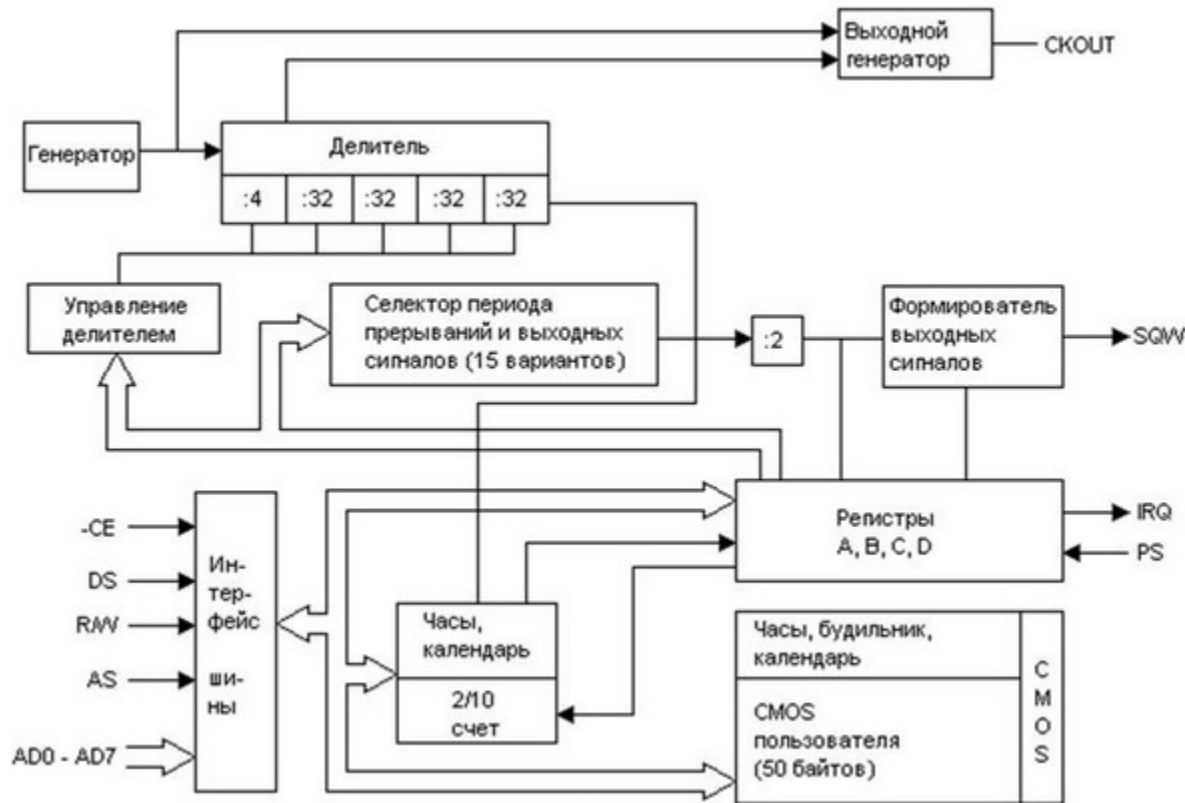 Выходной
генератор
CKOUT
Генератор
Делитель
:4 :32 :32 :32 :32
Управление
делителем
Селектор периода
прерываний и выходных
сигналов (15 вариантов)
:2
Формирователь
выходных
сигналов
SQW
-CE
DS
R/W
AS
AD0 - AD7
Ин-
тер-
фейс
ши-
ны
Регистры
A, B, C, D
IRQ
PS
Часы,
календарь
2/10
счет
Часы, будильник,
календарь
CMOS
пользователя
(50 байтов)
C
M
O
S